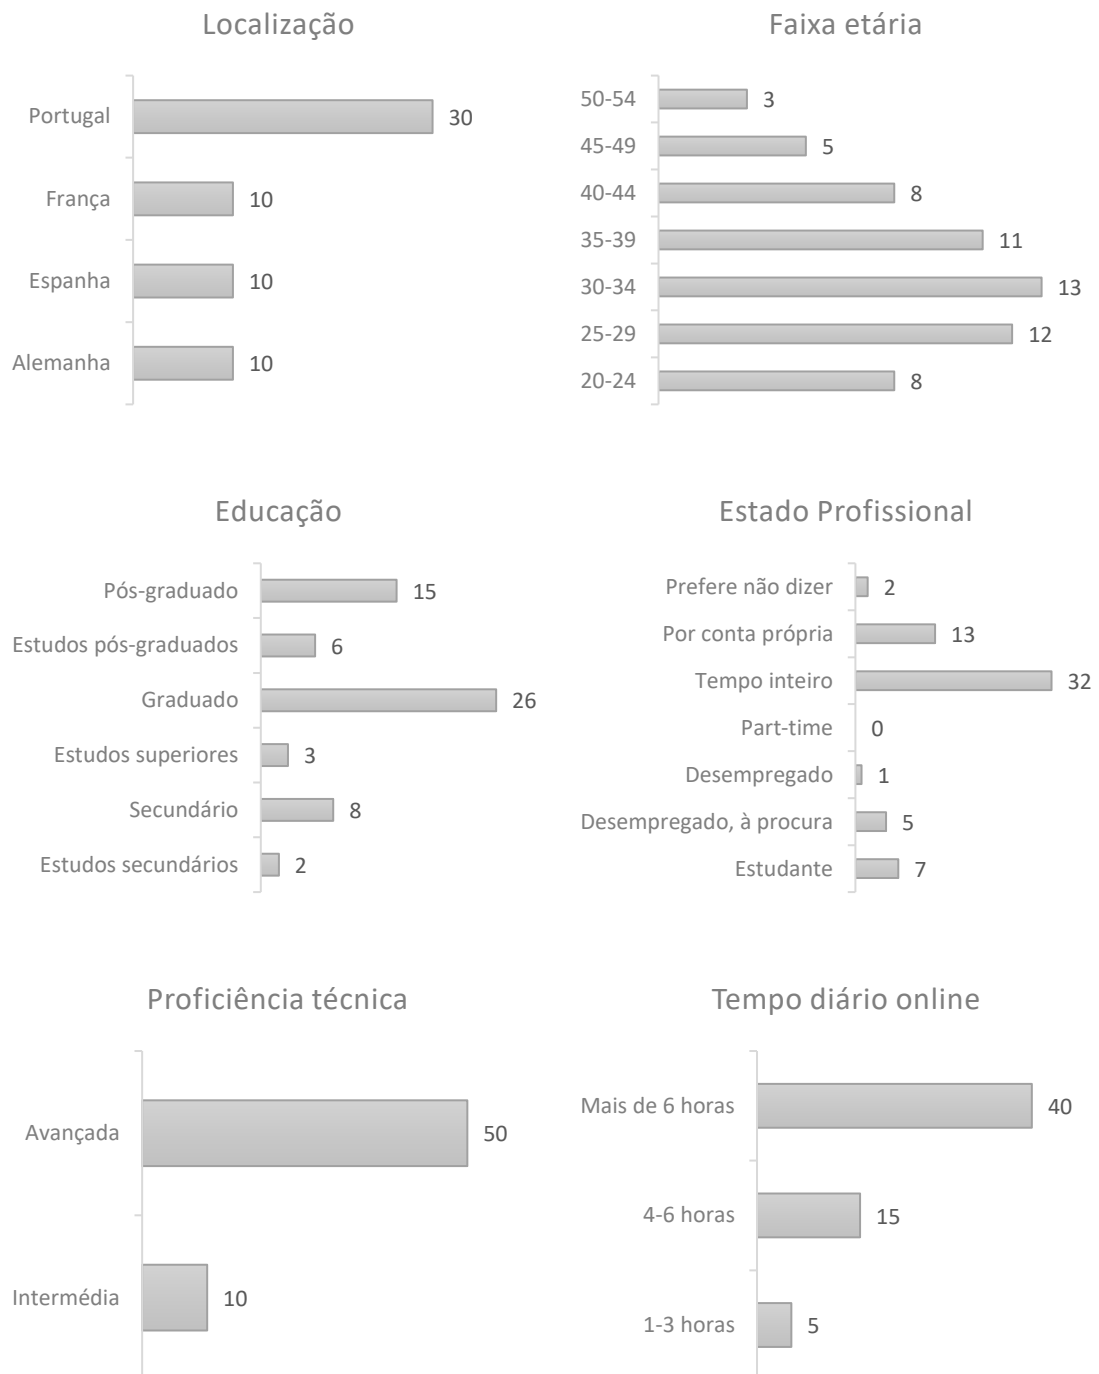 Localização
Portugal 30
França 10
Espanha 10
Alemanha 10
Faixa etária
50-54 3
45-49 5
40-44 8
35-39 11
30-34 13
25-29 12
20-24 8
Educação
Pós-graduado 15
Estudos pós-graduados 6
Graduado 26
Estudos superiores 3
Secundário 8
Estudos secundários 2
Estado Profissional
Prefere não dizer 2
Por conta própria 13
Tempo inteiro 32
Part-time 0
Desempregado 1
Desempregado, à procura 5
Estudante 7
Proficiência técnica
Avançada 50
Intermédia 10
Tempo diário online
Mais de 6 horas 40
4-6 horas 15
1-3 horas 5